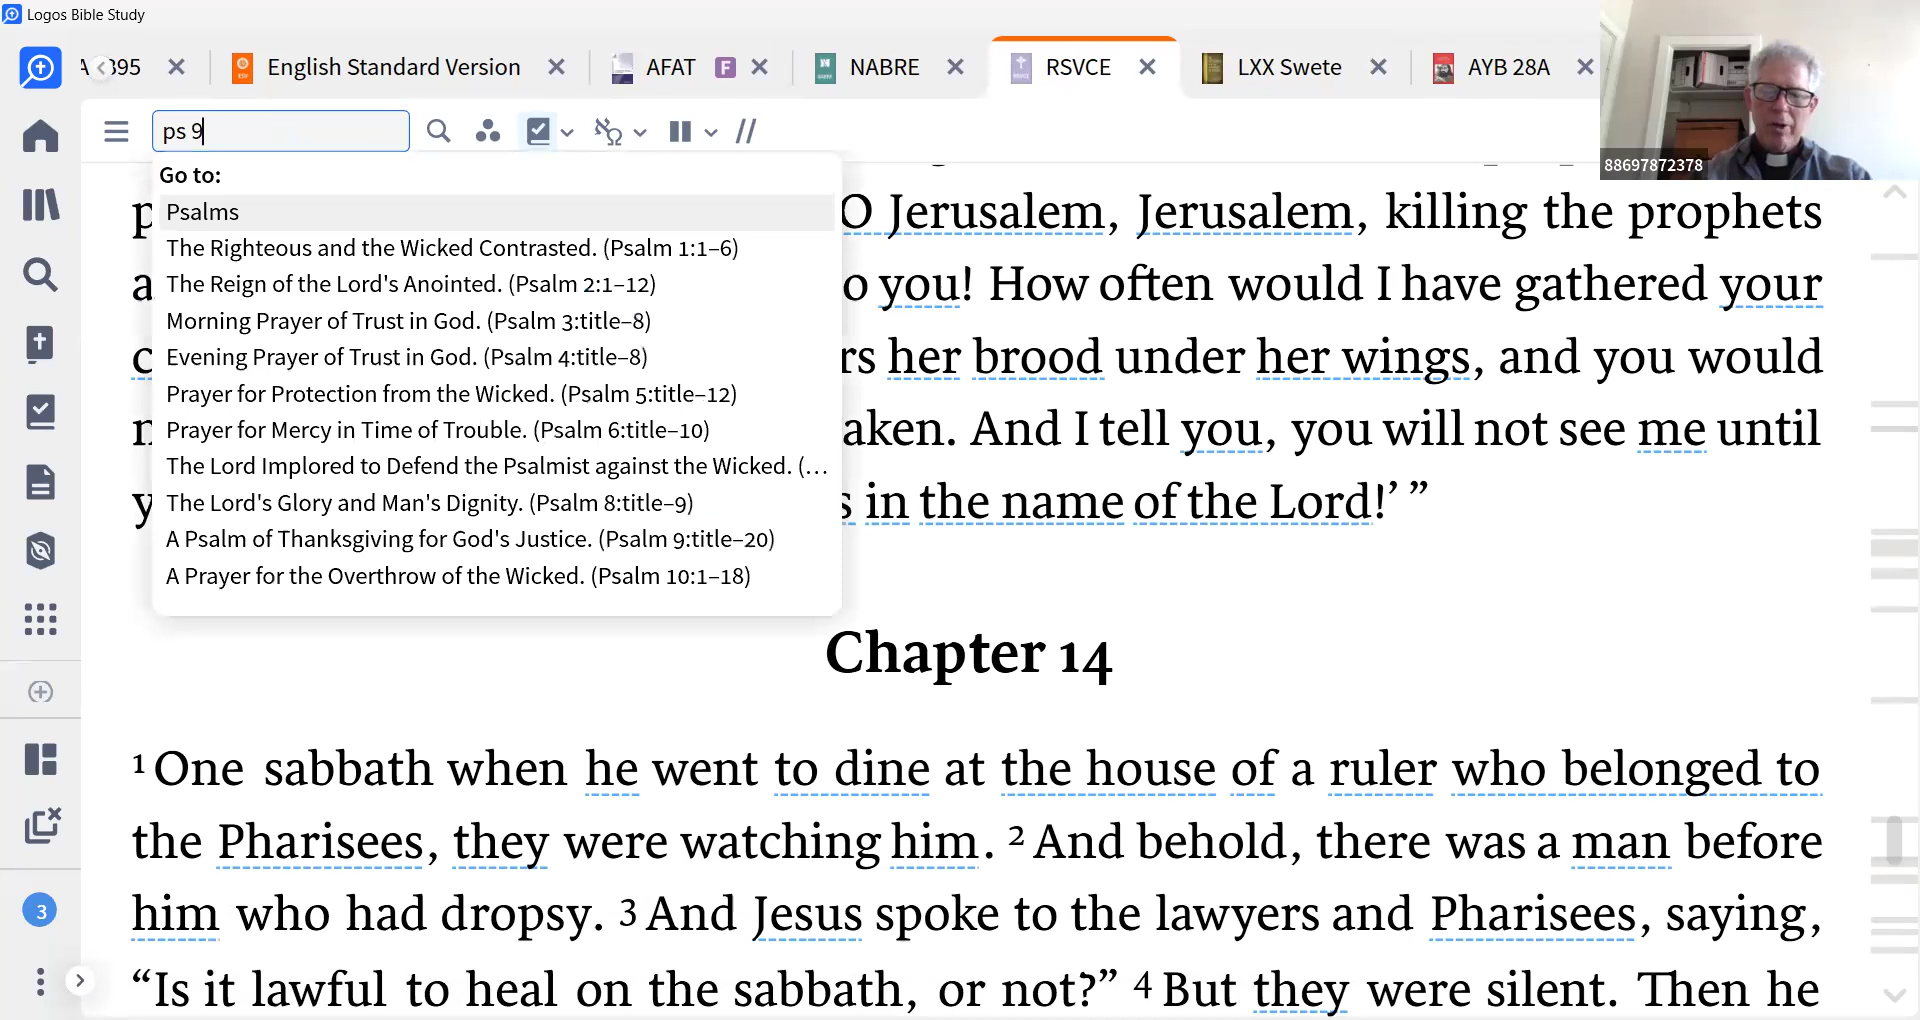 Logos Bible Study
395
English Standard Version
AFAT F
NABRE
RSVCE
LXX Swete
AYB 28A
88697872378
ps 9
Go to:
Psalms
The Righteous and the Wicked Contrasted. (Psalm 1:1–6)
The Reign of the Lord's Anointed. (Psalm 2:1–12)
Morning Prayer of Trust in God. (Psalm 3:title–8)
Evening Prayer of Trust in God. (Psalm 4:title–8)
Prayer for Protection from the Wicked. (Psalm 5:title–12)
Prayer for Mercy in Time of Trouble. (Psalm 6:title–10)
The Lord Implored to Defend the Psalmist against the Wicked. (...
The Lord's Glory and Man's Dignity. (Psalm 8:title–9)
A Psalm of Thanksgiving for God's Justice. (Psalm 9:title–20)
A Prayer for the Overthrow of the Wicked. (Psalm 10:1–18)
O Jerusalem, Jerusalem, killing the prophets
o you! How often would I have gathered your
rs her brood under her wings, and you would
aken. And I tell you, you will not see me until
s in the name of the Lord!’ ”
Chapter 14
1 One sabbath when he went to dine at the house of a ruler who belonged to
the Pharisees, they were watching him. 2 And behold, there was a man before
him who had dropsy. 3 And Jesus spoke to the lawyers and Pharisees, saying,
“Is it lawful to heal on the sabbath, or not?” 4 But they were silent. Then he
3